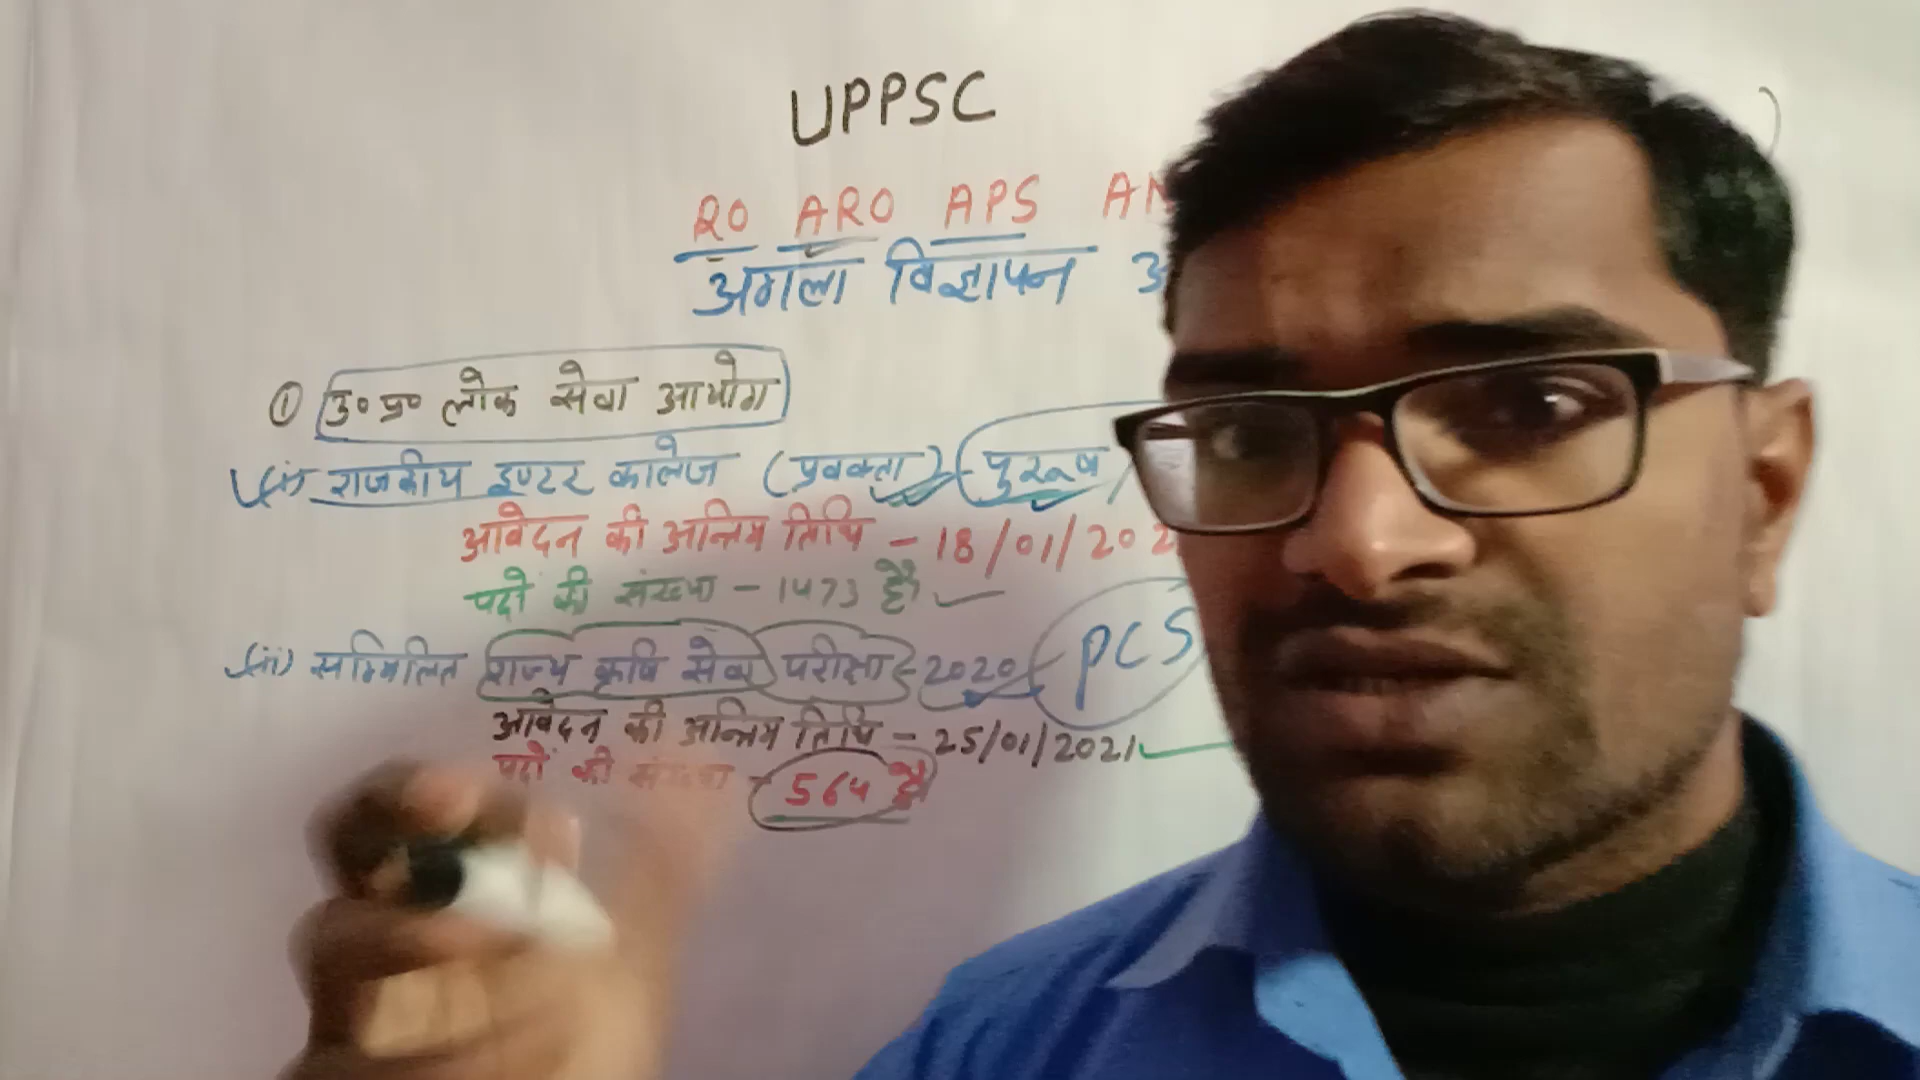 UPPSC
RO ARO APS
अगला विज्ञापन
① उ० प्र० लोक सेवा आयोग
(i) राजकीय इण्टर कालेज (प्रवक्ता) - पुरूष
आवेदन की अन्तिम तिथि - 18/01/202
पदों की संख्या - 1473 है
(ii) सम्मिलित राज्य कृषि सेवा परीक्षा - 2020 PCS
आवेदन की अन्तिम तिथि - 25/01/2021
पदों की संख्या - 564 है